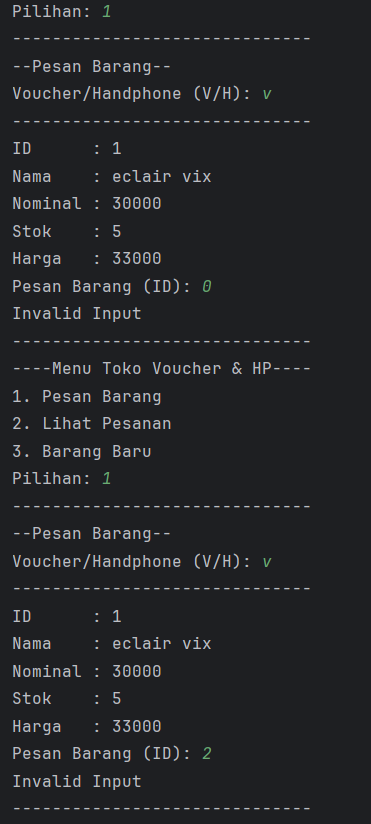 Pilihan: 1
------------------------------
--Pesan Barang--
Voucher/Handphone (V/H): v
------------------------------
ID      : 1
Nama    : eclair vix
Nominal : 30000
Stok    : 5
Harga   : 33000
Pesan Barang (ID): 0
Invalid Input
------------------------------
----Menu Toko Voucher & HP----
1. Pesan Barang
2. Lihat Pesanan
3. Barang Baru
Pilihan: 1
------------------------------
--Pesan Barang--
Voucher/Handphone (V/H): v
------------------------------
ID      : 1
Nama    : eclair vix
Nominal : 30000
Stok    : 5
Harga   : 33000
Pesan Barang (ID): 2
Invalid Input
------------------------------